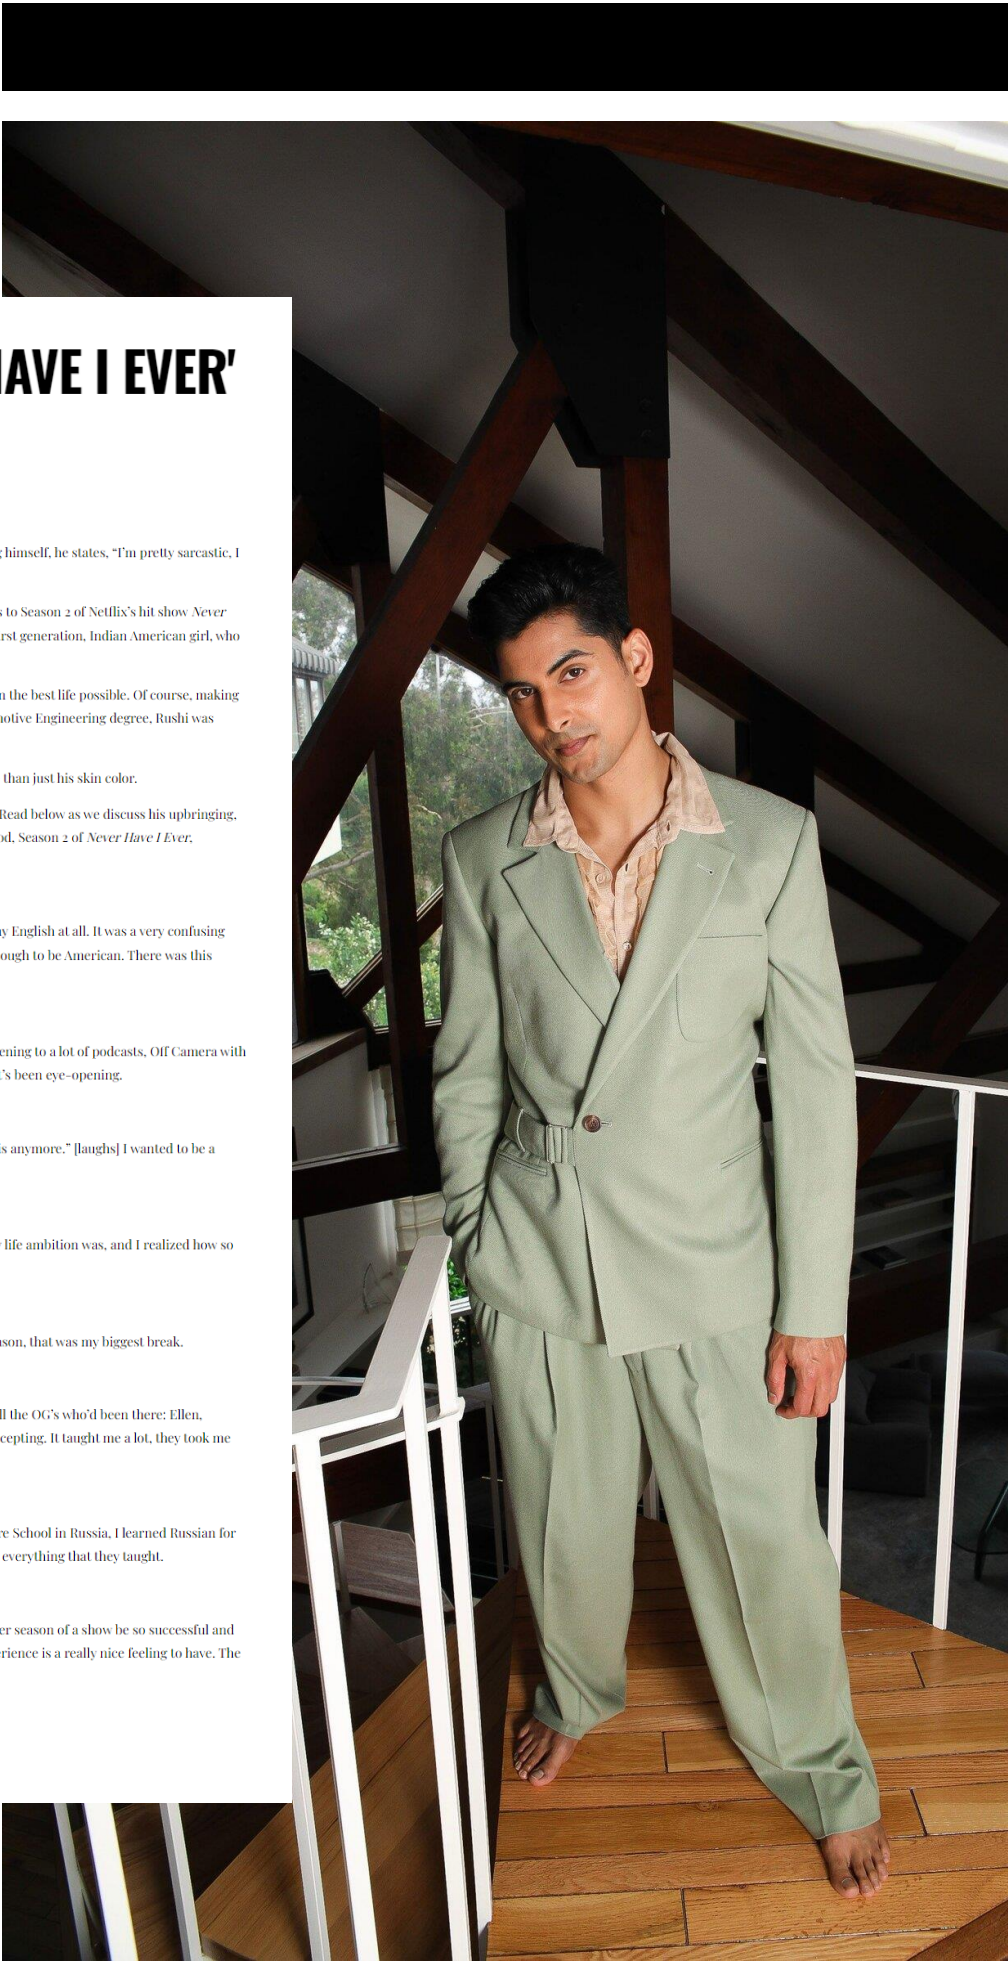 AVE I EVER'
himself, he states, “I’m pretty sarcastic, I
s to Season 2 of Netflix’s hit show Never
rst generation, Indian American girl, who
n the best life possible. Of course, making
notive Engineering degree, Rushi was
than just his skin color.
Read below as we discuss his upbringing,
od, Season 2 of Never Have I Ever,
y English at all. It was a very confusing
ough to be American. There was this
ening to a lot of podcasts, Off Camera with
t’s been eye-opening.
is anymore.” [laughs] I wanted to be a
life ambition was, and I realized how so
ason, that was my biggest break.
ll the OG’s who’d been there: Ellen,
cepting. It taught me a lot, they took me
re School in Russia, I learned Russian for
everything that they taught.
er season of a show be so successful and
rience is a really nice feeling to have. The